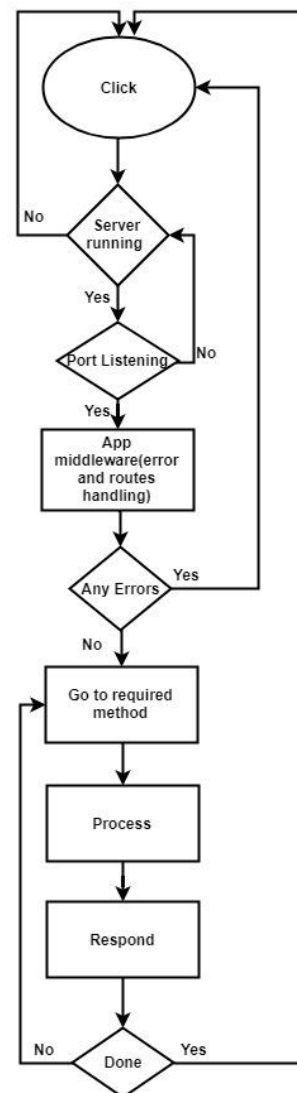 Click
No
Server
running
Yes
Port Listening
No
Yes
App
middleware(error
and routes
handling)
Any Errors
Yes
No
Go to required
method
Process
Respond
No
Done
Yes